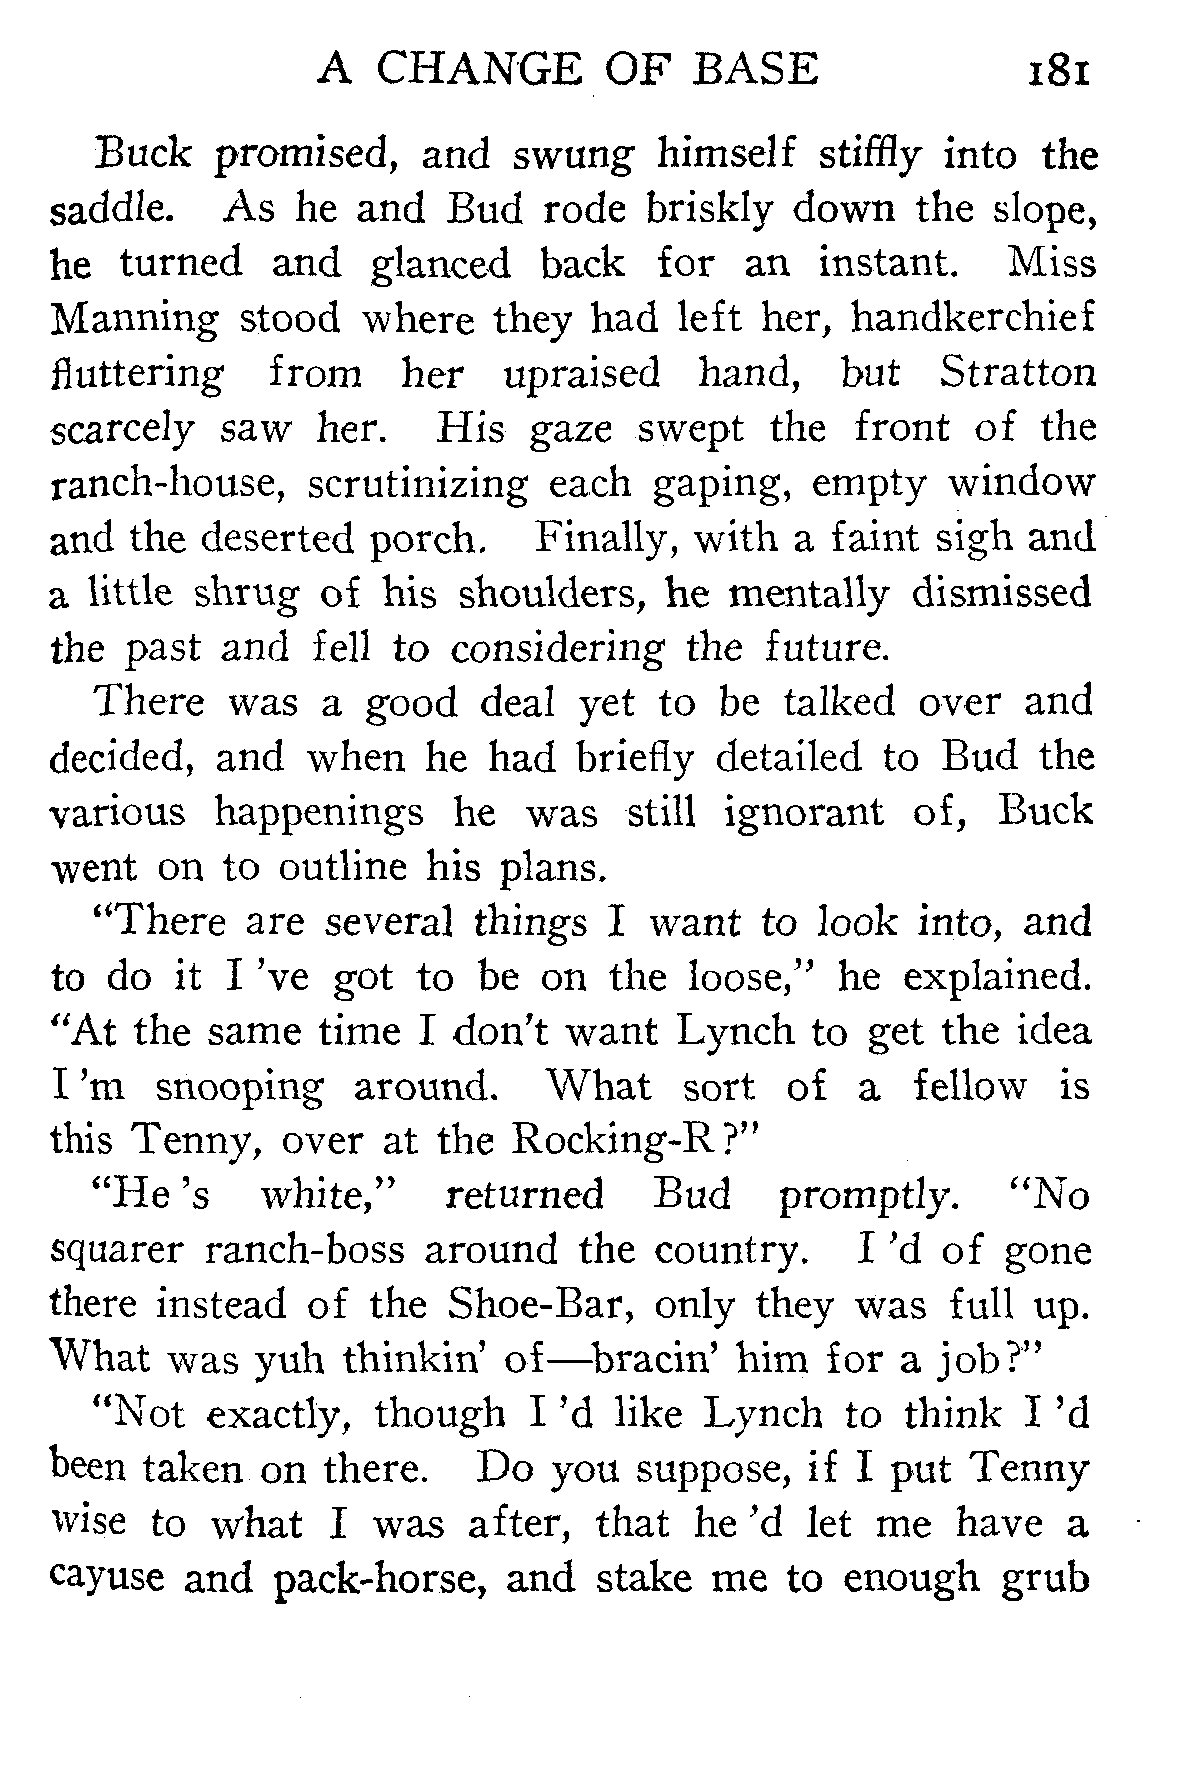 A CHANGE OF BASE 181
Buck promised, and swung himself stiffly into the
saddle. As he and Bud rode briskly down the slope,
he turned and glanced back for an instant. Miss
Manning stood where they had left her, handkerchief
fluttering from her upraised hand, but Stratton
scarcely saw her. His gaze swept the front of the
ranch-house, scrutinizing each gaping, empty window
and the deserted porch. Finally, with a faint sigh and
a little shrug of his shoulders, he mentally dismissed
the past and fell to considering the future.
There was a good deal yet to be talked over and
decided, and when he had briefly detailed to Bud the
various happenings he was still ignorant of, Buck
went on to outline his plans.
“There are several things I want to look into, and
to do it I 've got to be on the loose,” he explained.
“At the same time I don't want Lynch to get the idea
I 'm snooping around. What sort of a fellow is
this Tenny, over at the Rocking-R?”
“He 's white,” returned Bud promptly. “No
squarer ranch-boss around the country. I 'd of gone
there instead of the Shoe-Bar, only they was full up.
What was yuh thinkin' of—bracin' him for a job?”
“Not exactly, though I 'd like Lynch to think I 'd
been taken on there. Do you suppose, if I put Tenny
wise to what I was after, that he 'd let me have a
cayuse and pack-horse, and stake me to enough grub